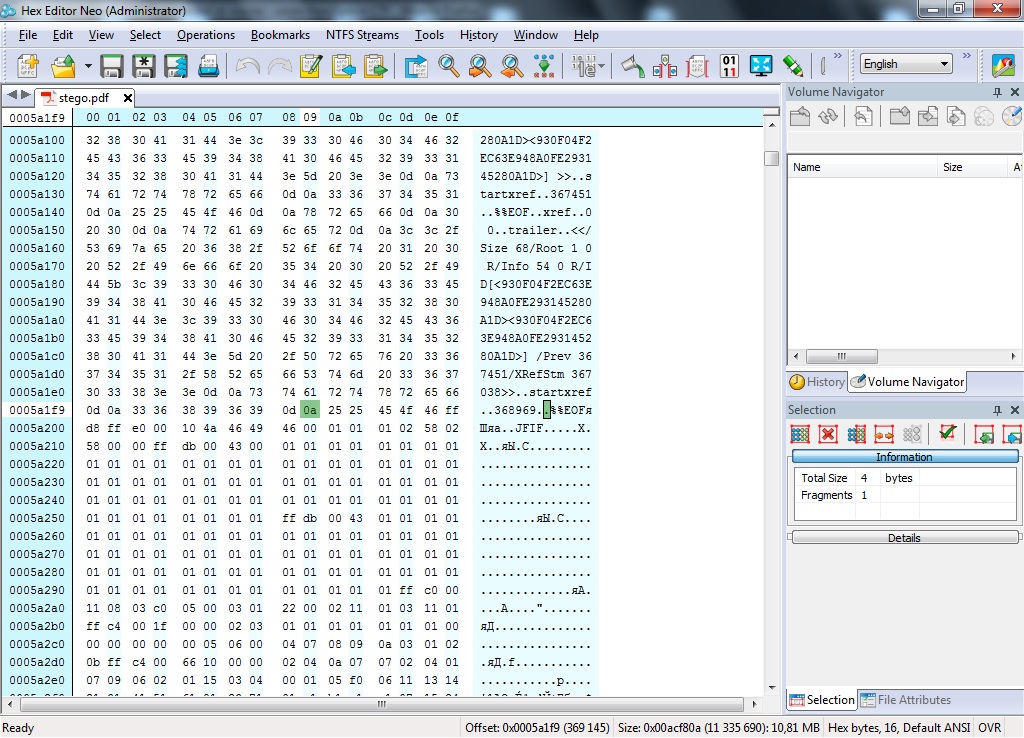 Hex Editor Neo (Administrator)
File Edit View Select Operations Bookmarks NTFS Streams Tools History Window Help
English
stego.pdf
Volume Navigator
0005a1f9 00 01 02 03 04 05 06 07 08 09 0a 0b 0c 0d 0e 0f
0005a100 32 38 30 41 31 44 3e 3c 39 33 30 46 30 34 46 32 280A1D><930F04F2
0005a110 45 43 36 33 45 39 34 38 41 30 46 45 32 39 33 31 EC63E948A0FE2931
0005a120 34 35 32 38 30 41 31 44 3e 5d 20 3e 3e 0d 0a 73 45280A1D>] >>..s
0005a130 74 61 72 74 78 72 65 66 0d 0a 33 36 37 34 35 31 tartxref..367451
0005a140 0d 0a 25 25 45 4f 46 0d 0a 78 72 65 66 0d 0a 30 ..%%EOF..xref..0
0005a150 20 30 0d 0a 74 72 61 69 6c 65 72 0d 0a 3c 3c 2f 0..trailer..<</
0005a160 53 69 7a 65 20 36 38 2f 52 6f 6f 74 20 31 20 30 Size 68/Root 1 0
0005a170 20 52 2f 49 6e 66 6f 20 35 34 20 30 20 52 2f 49 R/Info 54 0 R/I
0005a180 44 5b 3c 39 33 30 46 30 34 46 32 45 43 36 33 45 D[<930F04F2EC63E
0005a190 39 34 38 41 30 46 45 32 39 33 31 34 35 32 38 30 948A0FE293145280
0005a1a0 41 31 44 3e 3c 39 33 30 46 30 34 46 32 45 43 36 A1D><930F04F2EC6
0005a1b0 33 45 39 34 38 41 30 46 45 32 39 33 31 34 35 32 3E948A0FE2931452
0005a1c0 38 30 41 31 44 3e 5d 20 2f 50 72 65 76 20 33 36 80A1D>] /Prev 36
0005a1d0 37 34 35 31 2f 58 52 65 66 53 74 6d 20 33 36 37 7451/XRefStm 367
0005a1e0 30 33 38 3e 3e 0d 0a 73 74 61 72 74 78 72 65 66 038>>..startxref
0005a1f9 0d 0a 33 36 38 39 36 39 0d 0a 25 25 45 4f 46 ff ..368969..%%EOFя
0005a200 d8 ff e0 00 10 4a 46 49 46 00 01 01 01 02 58 02 Шяа..JFIF.....X.
0005a210 58 00 00 ff db 00 43 00 01 01 01 01 01 01 01 01 X..яЫ.C.........
0005a220 01 01 01 01 01 01 01 01 01 01 01 01 01 01 01 01 ................
0005a230 01 01 01 01 01 01 01 01 01 01 01 01 01 01 01 01 ................
0005a240 01 01 01 01 01 01 01 01 01 01 01 01 01 01 01 01 ................
0005a250 01 01 01 01 01 01 01 01 ff db 00 43 01 01 01 01 ........яЫ.C....
0005a260 01 01 01 01 01 01 01 01 01 01 01 01 01 01 01 01 ................
0005a270 01 01 01 01 01 01 01 01 01 01 01 01 01 01 01 01 ................
0005a280 01 01 01 01 01 01 01 01 01 01 01 01 01 01 01 01 ................
0005a290 01 01 01 01 01 01 01 01 01 01 01 01 01 ff c0 00 .............яА.
0005a2a0 11 08 03 c0 05 00 03 01 22 00 02 11 01 03 11 01 ...А....".......
0005a2b0 ff c4 00 1f 00 00 02 03 01 01 01 01 01 01 01 00 яД..............
0005a2c0 00 00 00 00 00 05 06 00 04 07 08 09 0a 03 01 02 ................
0005a2d0 0b ff c4 00 66 10 00 00 02 04 0a 07 07 02 04 01 .яД.f...........
0005a2e0 07 09 06 02 01 15 03 04 00 01 05 f0 06 11 13 14 ...........р....
Name Size
History Volume Navigator
Selection
Information
Total Size 4 bytes
Fragments 1
Details
Selection File Attributes
Ready Offset: 0x0005a1f9 (369 145) Size: 0x00acf80a (11 335 690): 10,81 MB Hex bytes, 16, Default ANSI OVR